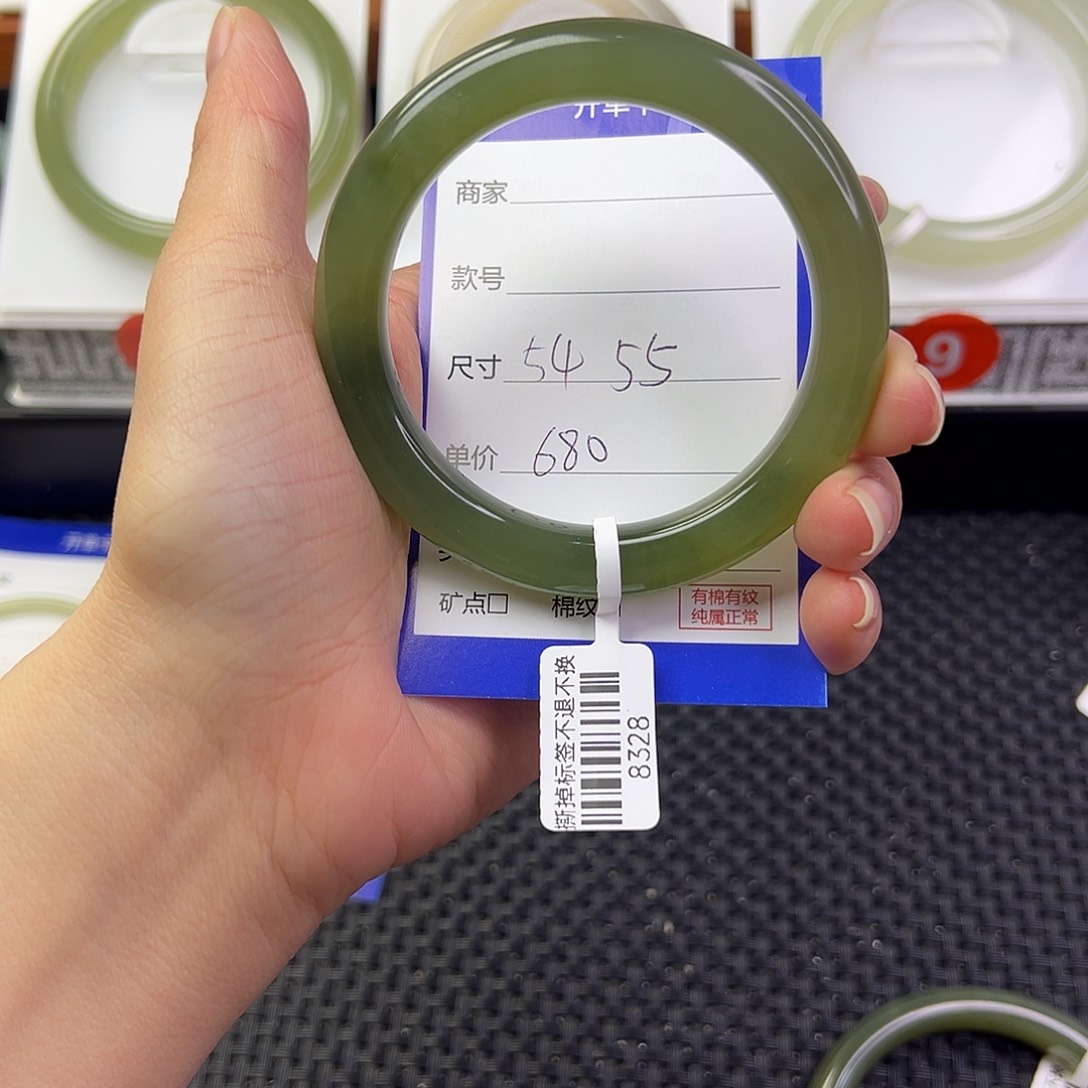 商家
款号
尺寸 54 55
单价 680
矿点□ 棉纹
有棉有纹
纯属正常
撕掉标签不退不换
8328
9